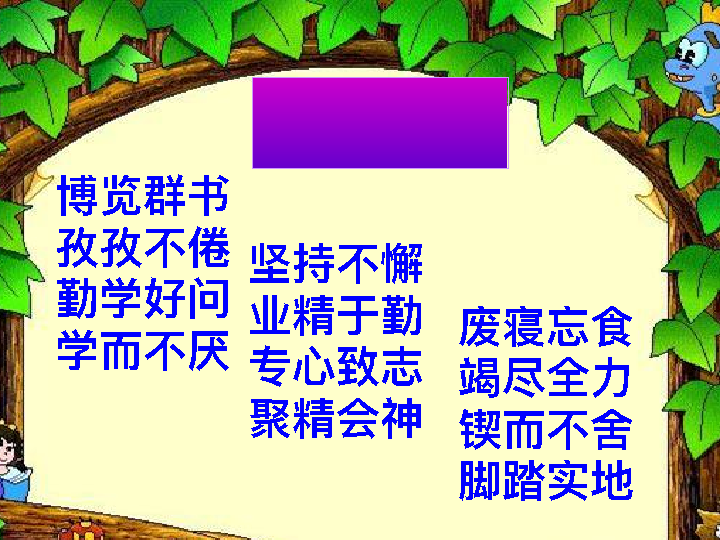 博览群书
孜孜不倦
勤学好问
学而不厌
坚持不懈
业精于勤
专心致志
聚精会神
废寝忘食
竭尽全力
锲而不舍
脚踏实地